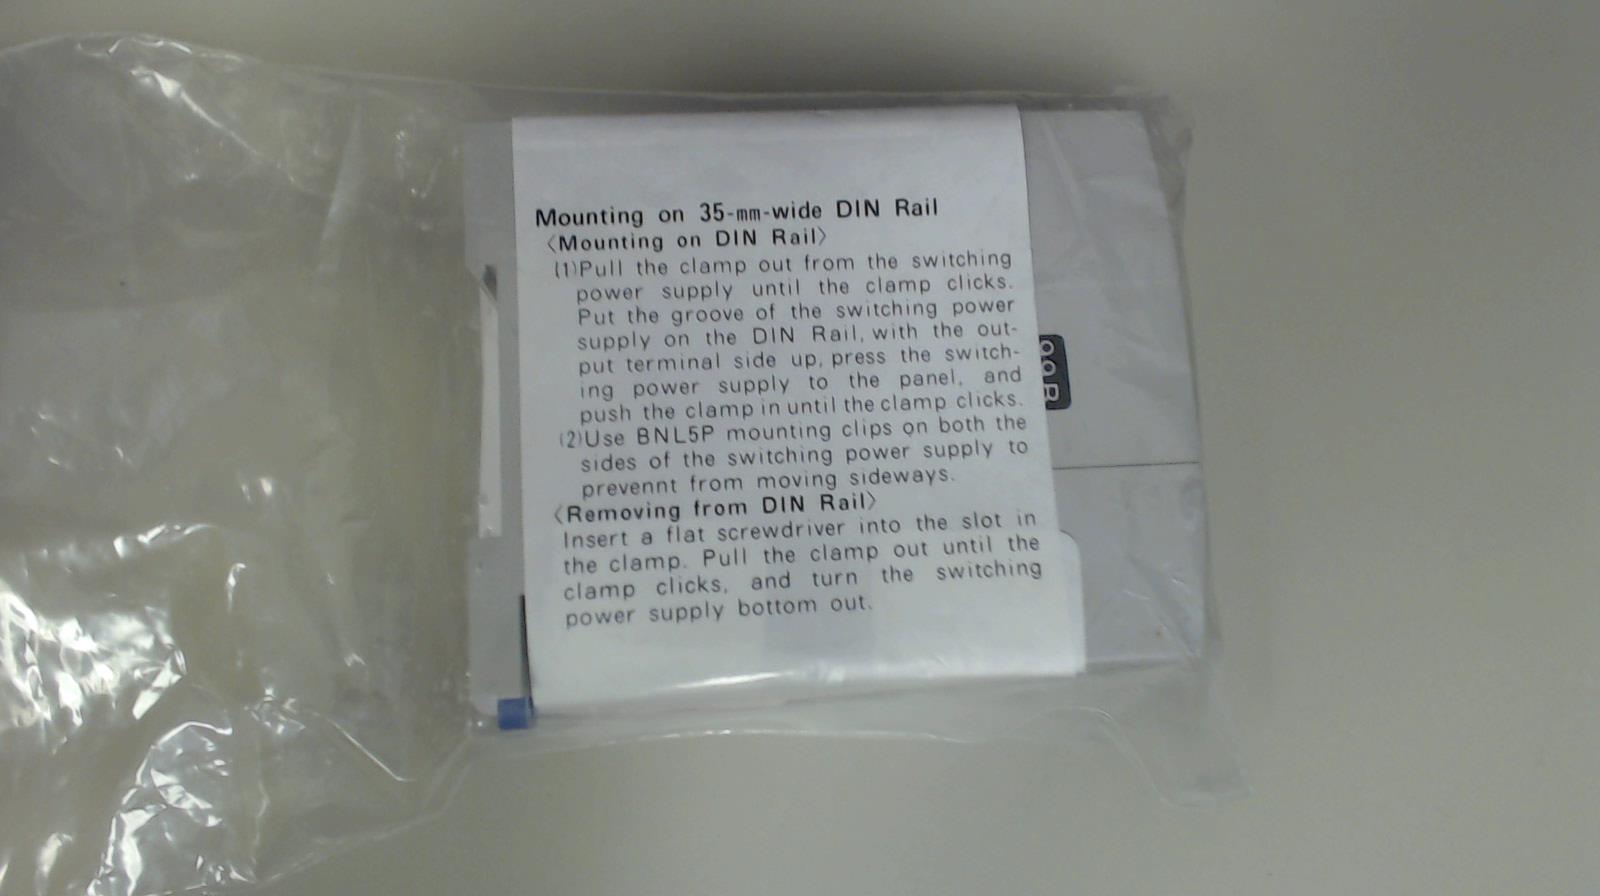 Mounting on 35-mm-wide DIN Rail
〈Mounting on DIN Rail〉
(1)Pull the clamp out from the switching
power supply until the clamp clicks.
Put the groove of the switching power
supply on the DIN Rail, with the out-
put terminal side up, press the switch-
ing power supply to the panel, and
push the clamp in until the clamp clicks.
(2)Use BNL5P mounting clips on both the
sides of the switching power supply to
prevennt from moving sideways.
〈Removing from DIN Rail〉
Insert a flat screwdriver into the slot in
the clamp. Pull the clamp out until the
clamp clicks, and turn the switching
power supply bottom out.